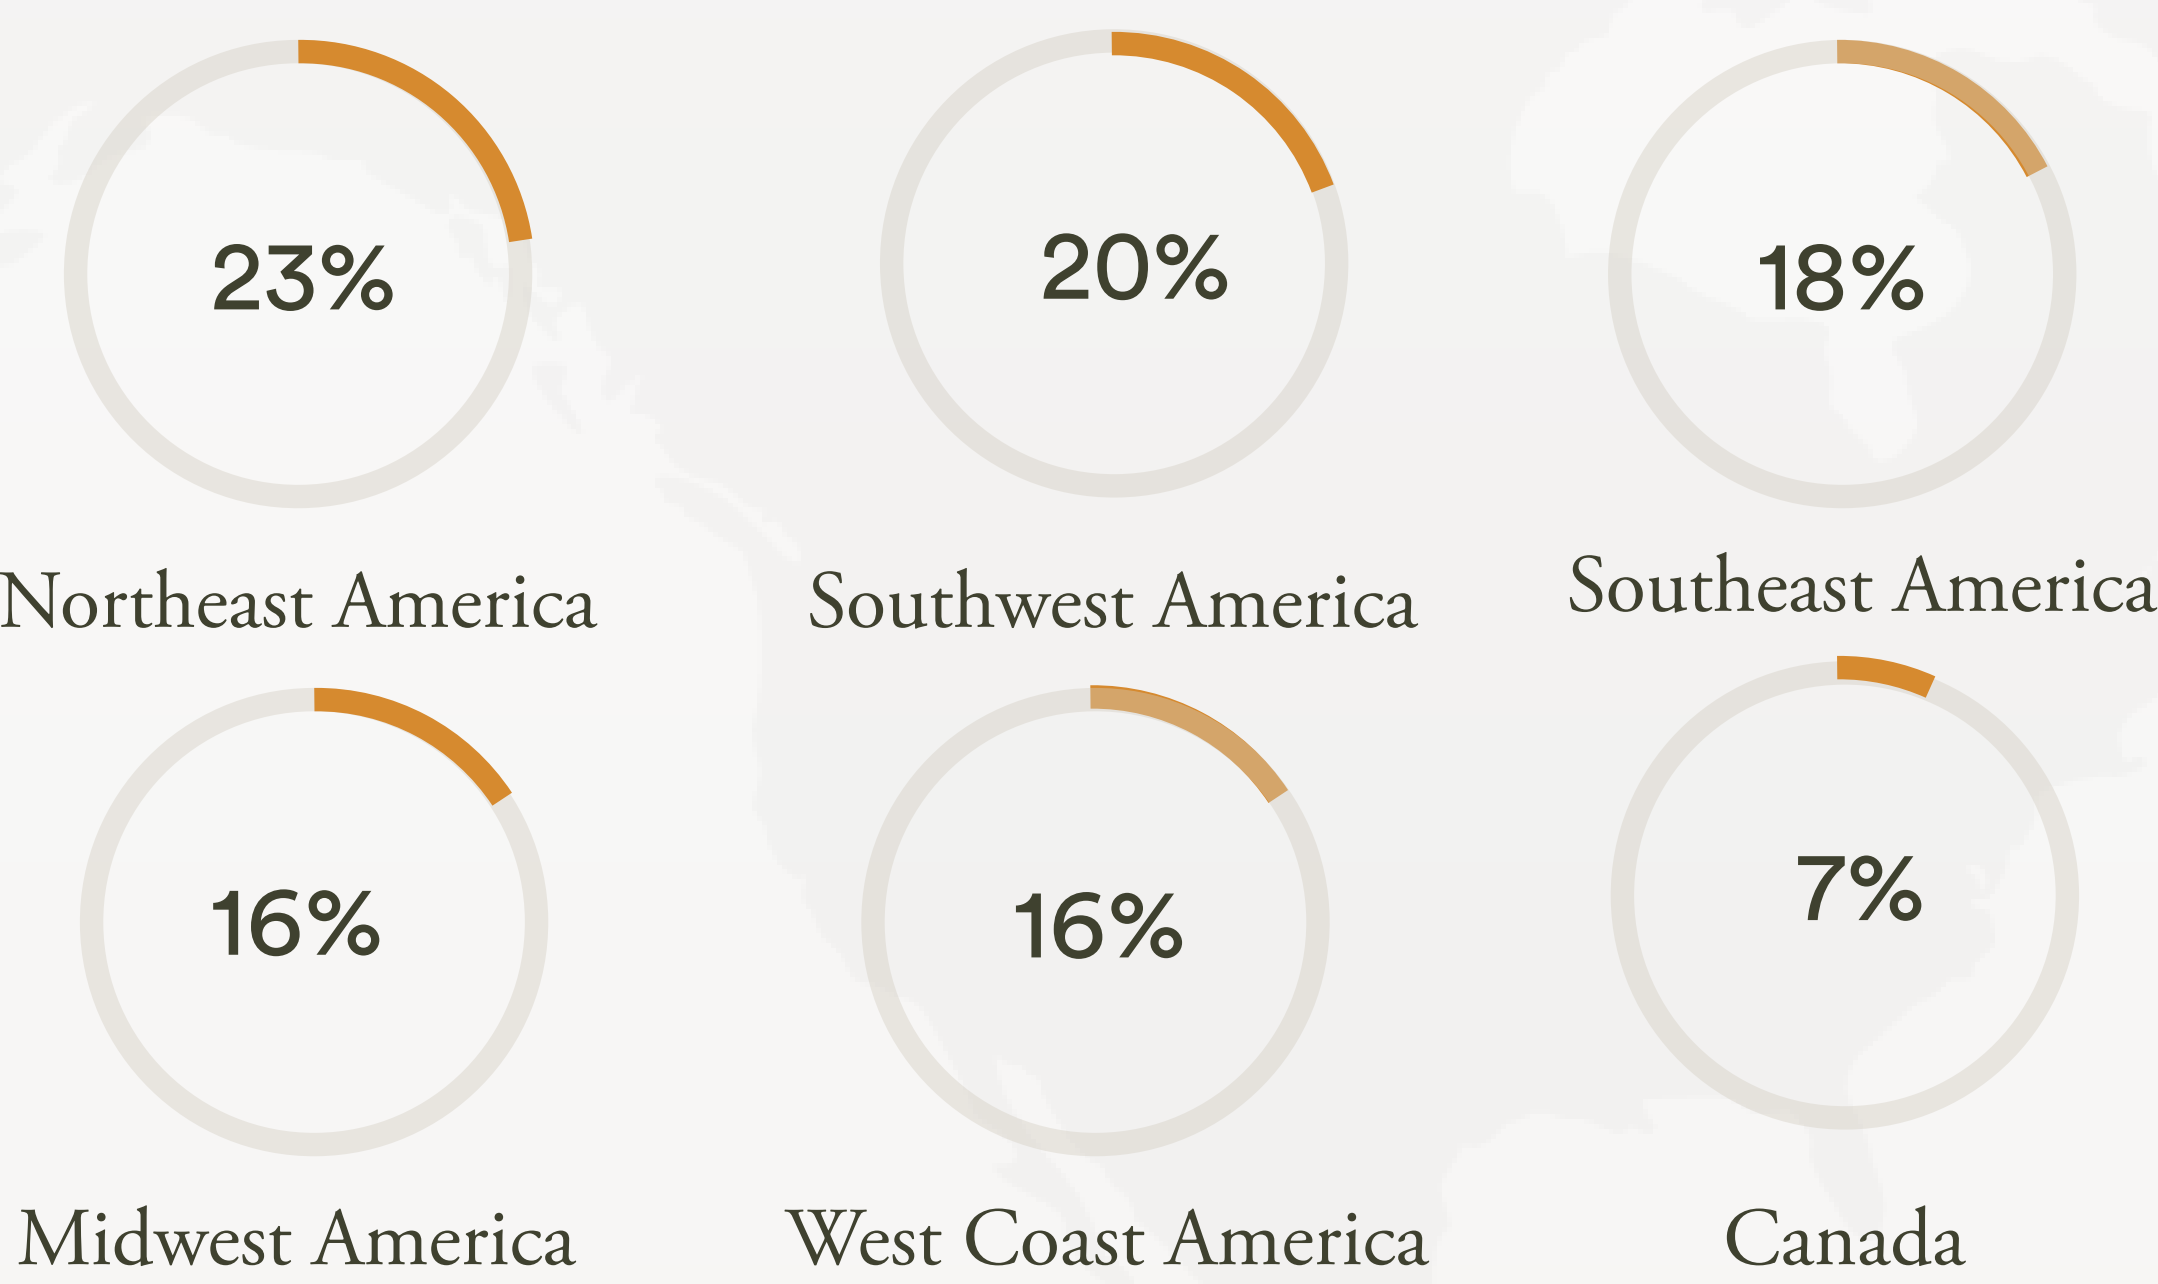 23%
20%
18%
Northeast America
Southwest America
Southeast America
16%
16%
7%
Midwest America
West Coast America
Canada